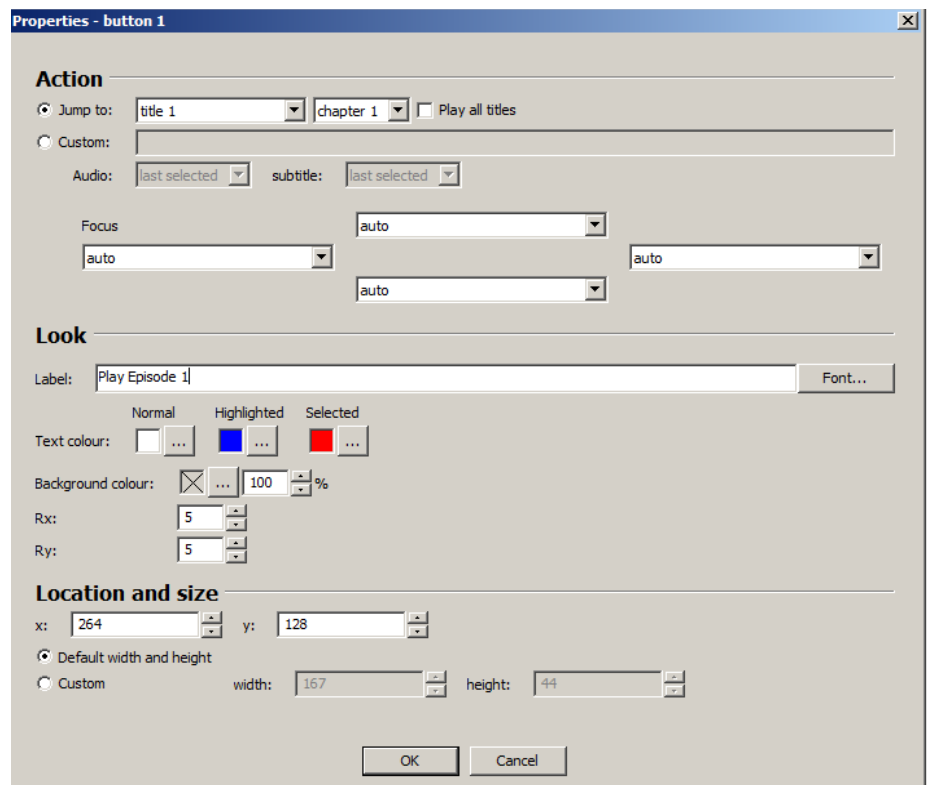 Properties - button 1
Action
Jump to: title 1 chapter 1 Play all titles
Custom:
Audio: last selected subtitle: last selected
Focus auto
auto auto
auto
Look
Label: Play Episode 1 Font...
Normal Highlighted Selected
Text colour: ... ... ...
Background colour: ... 100 %
Rx: 5
Ry: 5
Location and size
x: 264 y: 128
Default width and height
Custom width: 167 height: 44
OK Cancel